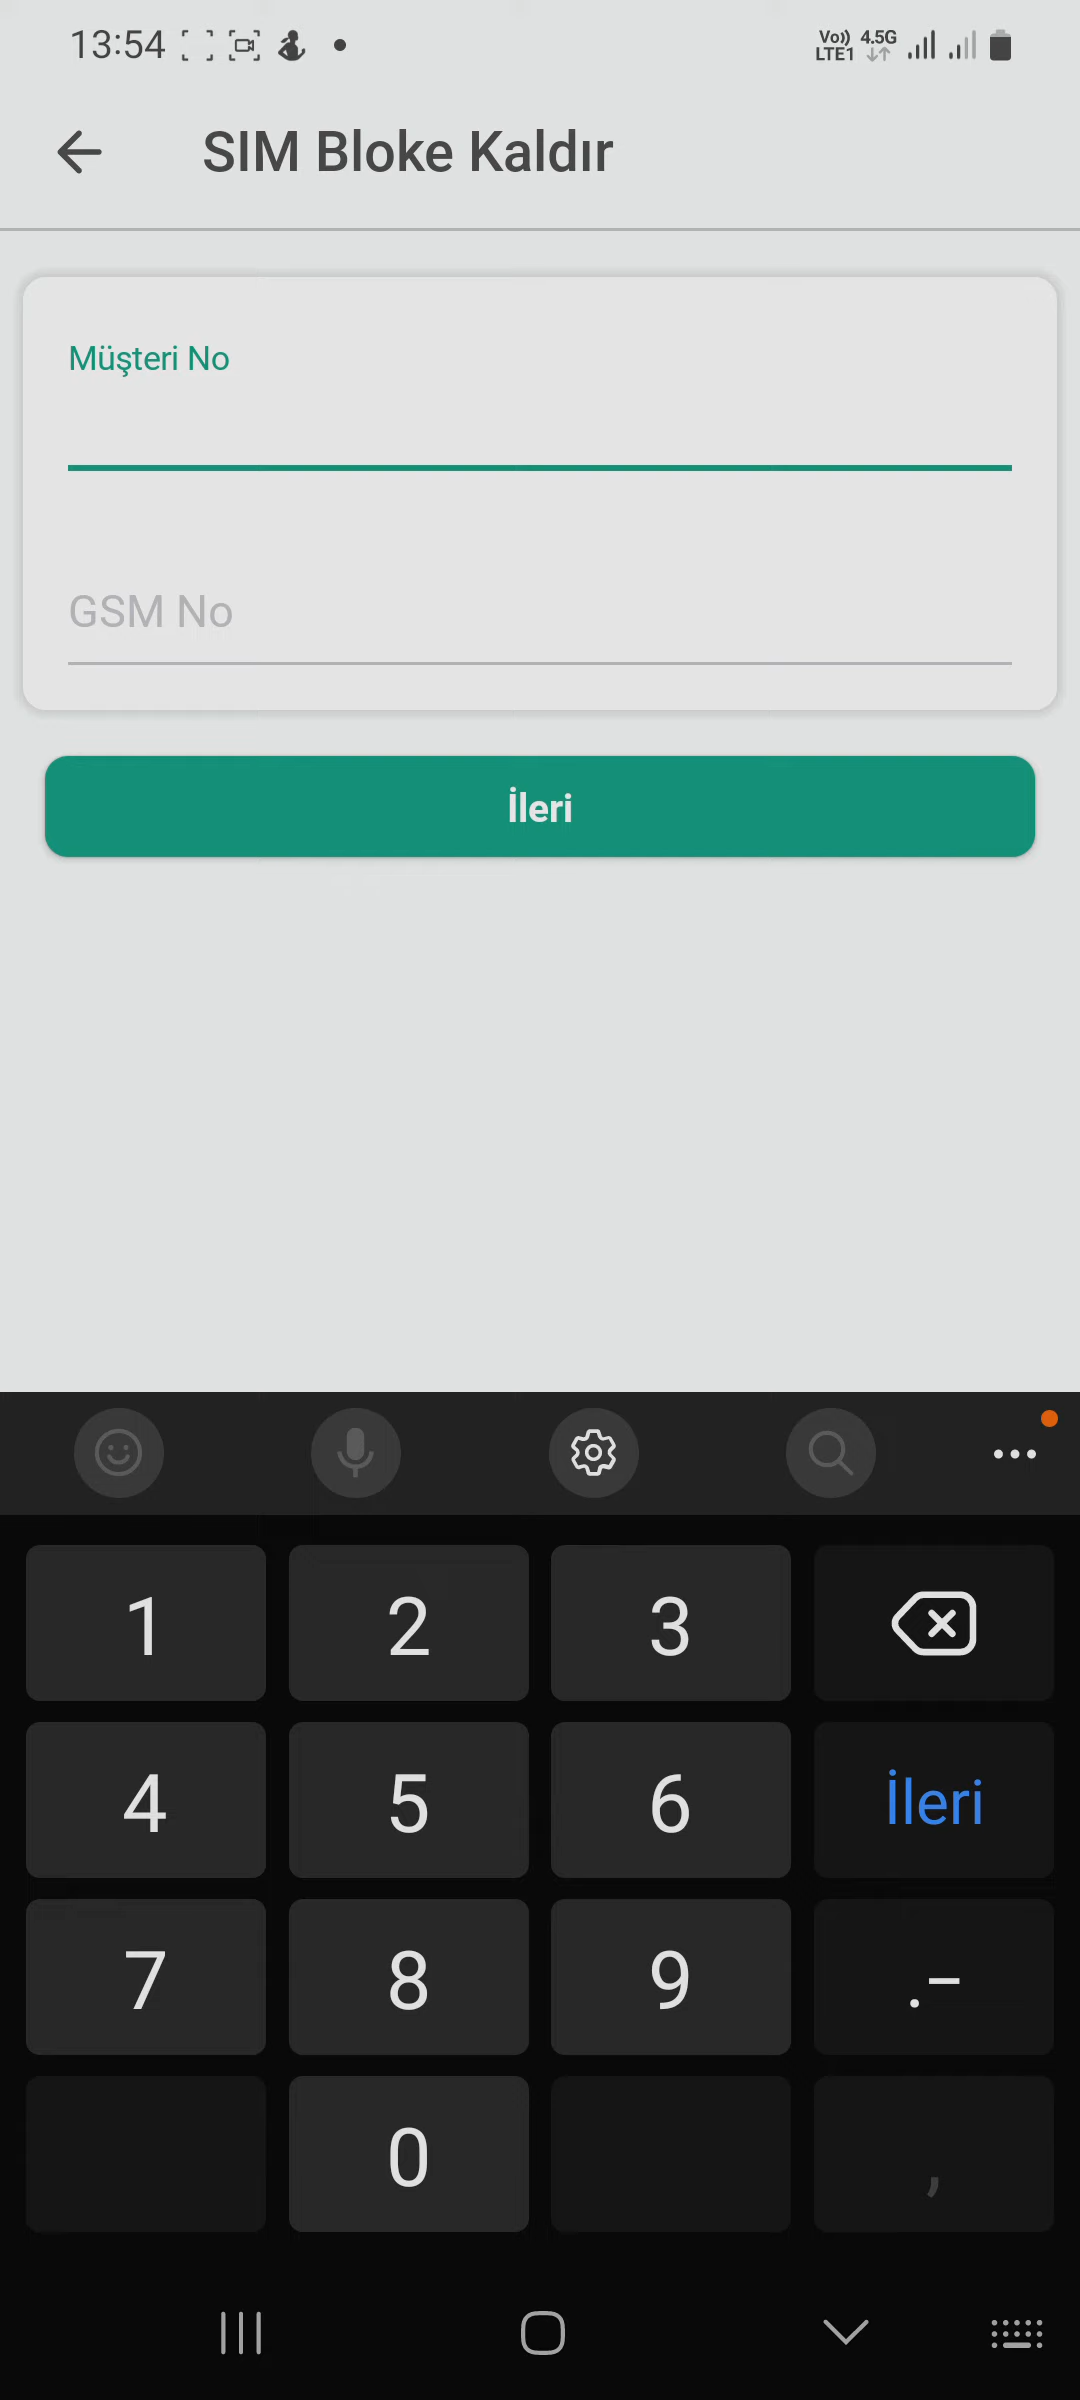 13:54
Vo)) 4.5G
LTE1
SIM Bloke Kaldır
Müşteri No
GSM No
İleri
1 2 3
4 5 6 İleri
7 8 9 .-
0 ,